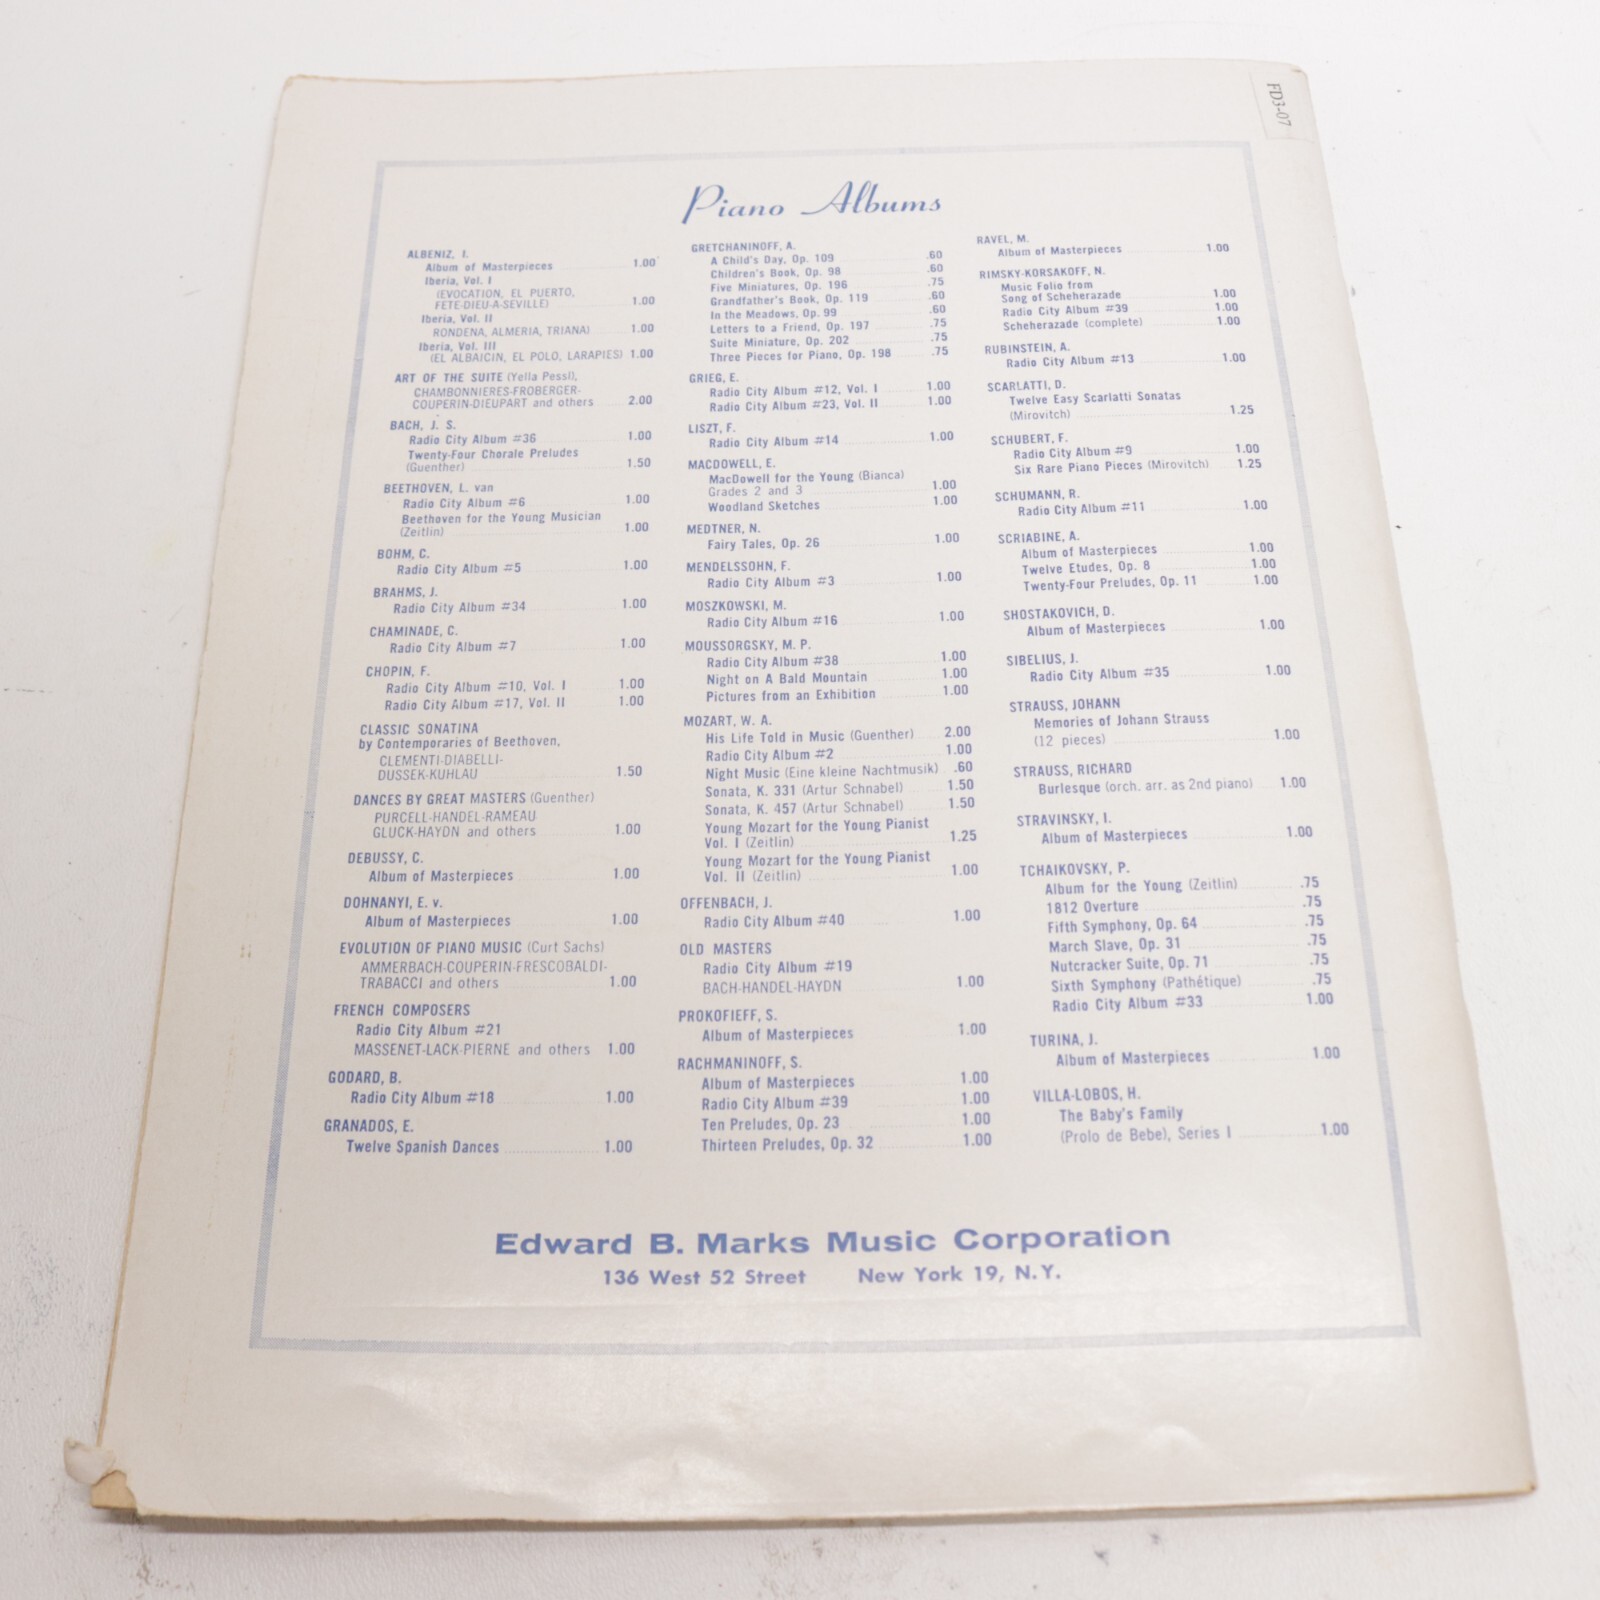 FD3-07
Piano Albums
ALBENIZ, I.
Album of Masterpieces 1.00
Iberia, Vol. I
(EVOCATION, EL PUERTO,
FETE-DIEU-A-SEVILLE) 1.00
Iberia, Vol. II
RONDENA, ALMERIA, TRIANA) 1.00
Iberia, Vol. III
(EL ALBAICIN, EL POLO, LARAPIES) 1.00
ART OF THE SUITE (Yella Pessl),
CHAMBONNIERES-FROBERGER-
COUPERIN-DIEUPART and others 2.00
BACH, J. S.
Radio City Album #36 1.00
Twenty-Four Chorale Preludes
(Guenther) 1.50
BEETHOVEN, L. van
Radio City Album #6 1.00
Beethoven for the Young Musician
(Zeitlin) 1.00
BOHM, C.
Radio City Album #5 1.00
BRAHMS, J.
Radio City Album #34 1.00
CHAMINADE, C.
Radio City Album #7 1.00
CHOPIN, F.
Radio City Album #10, Vol. I 1.00
Radio City Album #17, Vol. II 1.00
CLASSIC SONATINA
by Contemporaries of Beethoven,
CLEMENTI-DIABELLI-
DUSSEK-KUHLAU 1.50
DANCES BY GREAT MASTERS (Guenther)
PURCELL-HANDEL-RAMEAU
GLUCK-HAYDN and others 1.00
DEBUSSY, C.
Album of Masterpieces 1.00
DOHNANYI, E. v.
Album of Masterpieces 1.00
EVOLUTION OF PIANO MUSIC (Curt Sachs)
AMMERBACH-COUPERIN-FRESCOBALDI-
TRABACCI and others 1.00
FRENCH COMPOSERS
Radio City Album #21
MASSENET-LACK-PIERNE and others 1.00
GODARD, B.
Radio City Album #18 1.00
GRANADOS, E.
Twelve Spanish Dances 1.00
GRETCHANINOFF, A.
A Child's Day, Op. 109 .60
Children's Book, Op. 98 .60
Five Miniatures, Op. 196 .75
Grandfather's Book, Op. 119 .60
In the Meadows, Op. 99 .60
Letters to a Friend, Op. 197 .75
Suite Miniature, Op. 202 .75
Three Pieces for Piano, Op. 198 .75
GRIEG, E.
Radio City Album #12, Vol. I 1.00
Radio City Album #23, Vol. II 1.00
LISZT, F.
Radio City Album #14 1.00
MACDOWELL, E.
MacDowell for the Young (Bianca)
Grades 2 and 3 1.00
Woodland Sketches 1.00
MEDTNER, N.
Fairy Tales, Op. 26 1.00
MENDELSSOHN, F.
Radio City Album #3 1.00
MOSZKOWSKI, M.
Radio City Album #16 1.00
MOUSSORGSKY, M. P.
Radio City Album #38 1.00
Night on A Bald Mountain 1.00
Pictures from an Exhibition 1.00
MOZART, W. A.
His Life Told in Music (Guenther) 2.00
Radio City Album #2 1.00
Night Music (Eine kleine Nachtmusik) .60
Sonata, K. 331 (Artur Schnabel) 1.50
Sonata, K. 457 (Artur Schnabel) 1.50
Young Mozart for the Young Pianist
Vol. I (Zeitlin) 1.25
Young Mozart for the Young Pianist
Vol. II (Zeitlin) 1.00
OFFENBACH, J.
Radio City Album #40 1.00
OLD MASTERS
Radio City Album #19
BACH-HANDEL-HAYDN 1.00
PROKOFIEFF, S.
Album of Masterpieces 1.00
RACHMANINOFF, S.
Album of Masterpieces 1.00
Radio City Album #39 1.00
Ten Preludes, Op. 23 1.00
Thirteen Preludes, Op. 32 1.00
RAVEL, M.
Album of Masterpieces 1.00
RIMSKY-KORSAKOFF, N.
Music Folio from
Song of Scheherazade 1.00
Radio City Album #39 1.00
Scheherazade (complete) 1.00
RUBINSTEIN, A.
Radio City Album #13 1.00
SCARLATTI, D.
Twelve Easy Scarlatti Sonatas
(Mirovitch) 1.25
SCHUBERT, F.
Radio City Album #9 1.00
Six Rare Piano Pieces (Mirovitch) 1.25
SCHUMANN, R.
Radio City Album #11 1.00
SCRIABINE, A.
Album of Masterpieces 1.00
Twelve Etudes, Op. 8 1.00
Twenty-Four Preludes, Op. 11 1.00
SHOSTAKOVICH, D.
Album of Masterpieces 1.00
SIBELIUS, J.
Radio City Album #35 1.00
STRAUSS, JOHANN
Memories of Johann Strauss
(12 pieces) 1.00
STRAUSS, RICHARD
Burlesque (orch. arr. as 2nd piano) 1.00
STRAVINSKY, I.
Album of Masterpieces 1.00
TCHAIKOVSKY, P.
Album for the Young (Zeitlin) .75
1812 Overture .75
Fifth Symphony, Op. 64 .75
March Slave, Op. 31 .75
Nutcracker Suite, Op. 71 .75
Sixth Symphony (Pathétique) .75
Radio City Album #33 1.00
TURINA, J.
Album of Masterpieces 1.00
VILLA-LOBOS, H.
The Baby's Family
(Prolo de Bebe), Series I 1.00
Edward B. Marks Music Corporation
136 West 52 Street New York 19, N.Y.